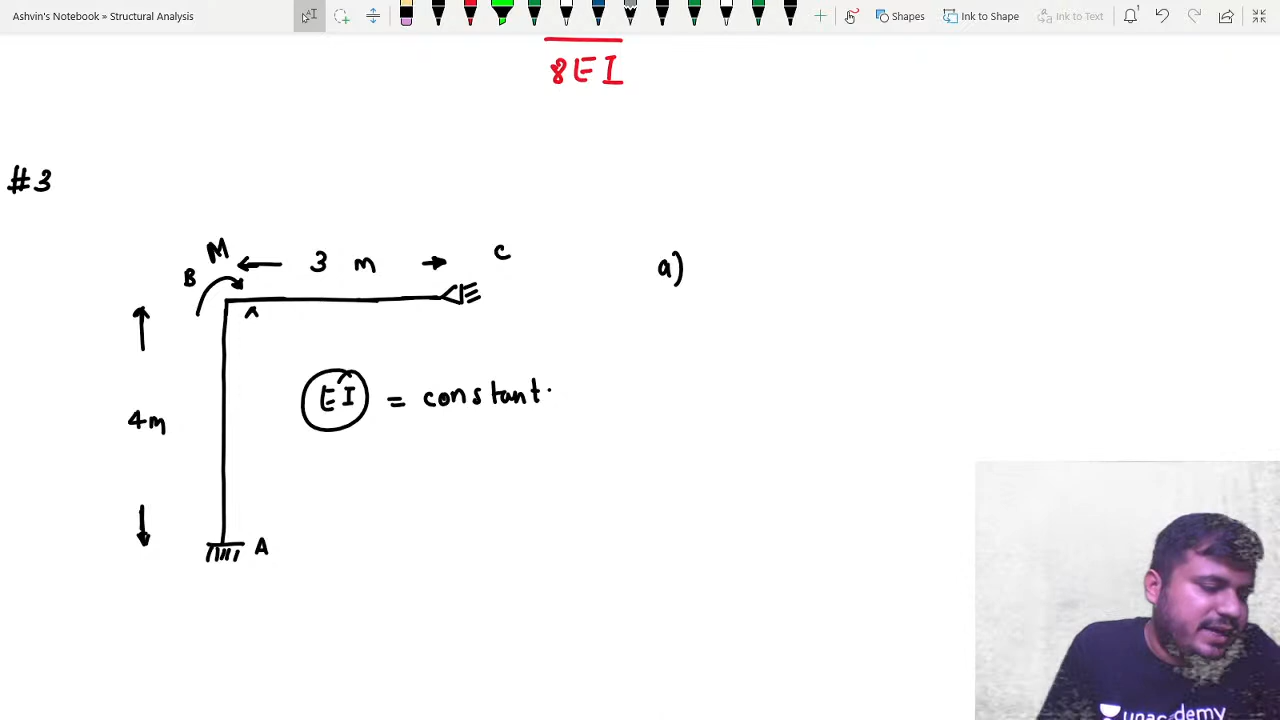 Ashvin's Notebook » Structural Analysis
Shapes
Ink to Shape
Ink to Text
8EI
#3
M
B
3 m
C
a)
4m
EI = constant.
A
unacademy